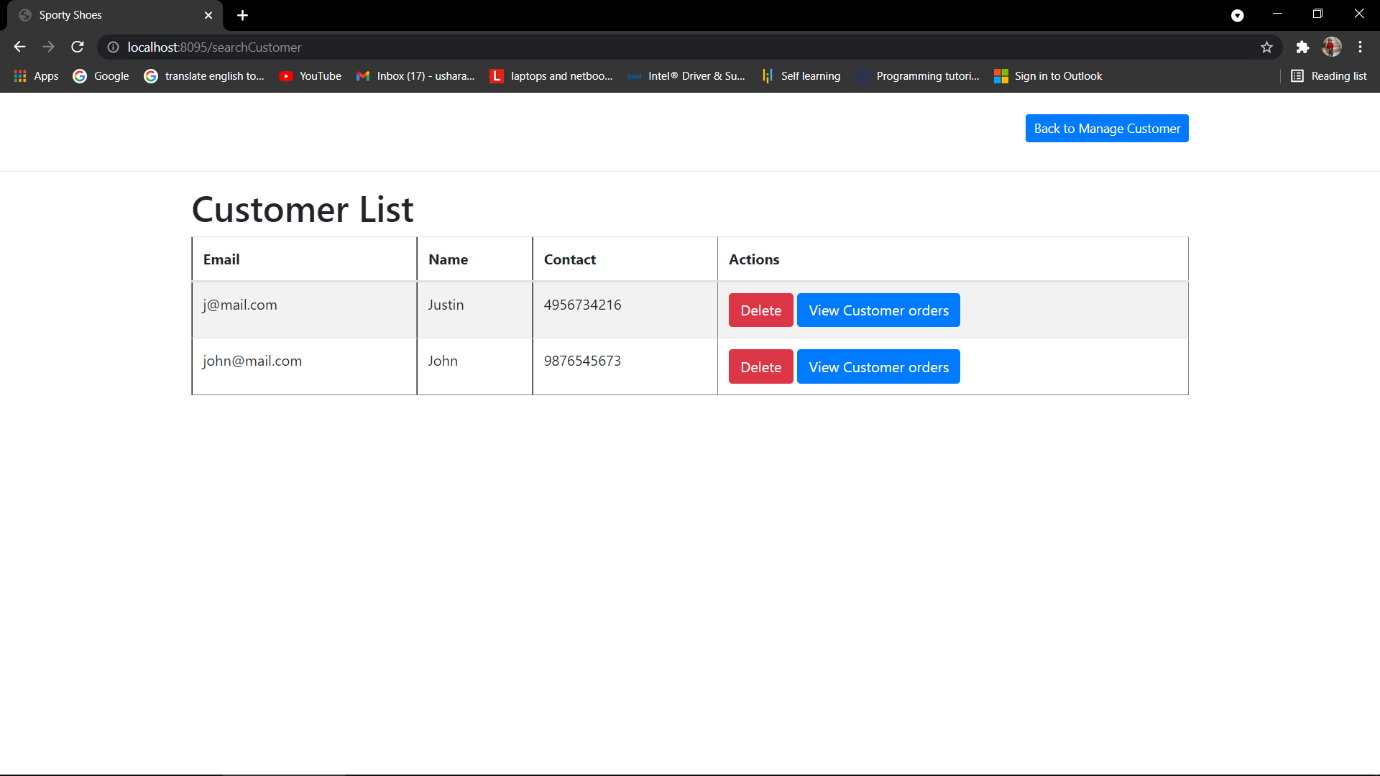 Sporty Shoes
localhost:8095/searchCustomer
Apps Google translate english to... YouTube Inbox (17) - ushara... L laptops and netboo... intel Intel® Driver & Su... Self learning Programming tutori... Sign in to Outlook Reading list
Back to Manage Customer
Customer List
Email Name Contact Actions
j@mail.com Justin 4956734216 Delete View Customer orders
john@mail.com John 9876545673 Delete View Customer orders